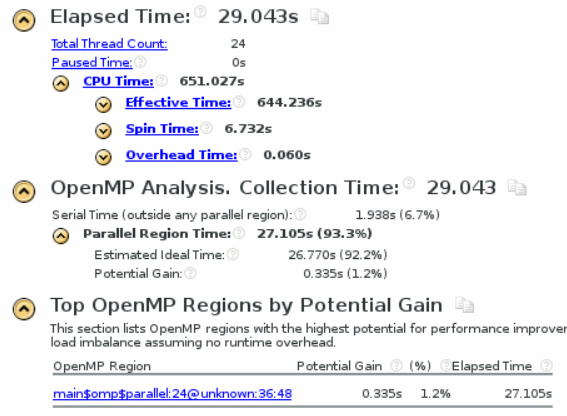 Elapsed Time: 29.043s
Total Thread Count: 24
Paused Time: 0s
CPU Time: 651.027s
Effective Time: 644.236s
Spin Time: 6.732s
Overhead Time: 0.060s
OpenMP Analysis. Collection Time: 29.043
Serial Time (outside any parallel region): 1.938s (6.7%)
Parallel Region Time: 27.105s (93.3%)
Estimated Ideal Time: 26.770s (92.2%)
Potential Gain: 0.335s (1.2%)
Top OpenMP Regions by Potential Gain
This section lists OpenMP regions with the highest potential for performance improver
load imbalance assuming no runtime overhead.
OpenMP Region Potential Gain (%) Elapsed Time
main$omp$parallel:24@unknown:36:48 0.335s 1.2% 27.105s